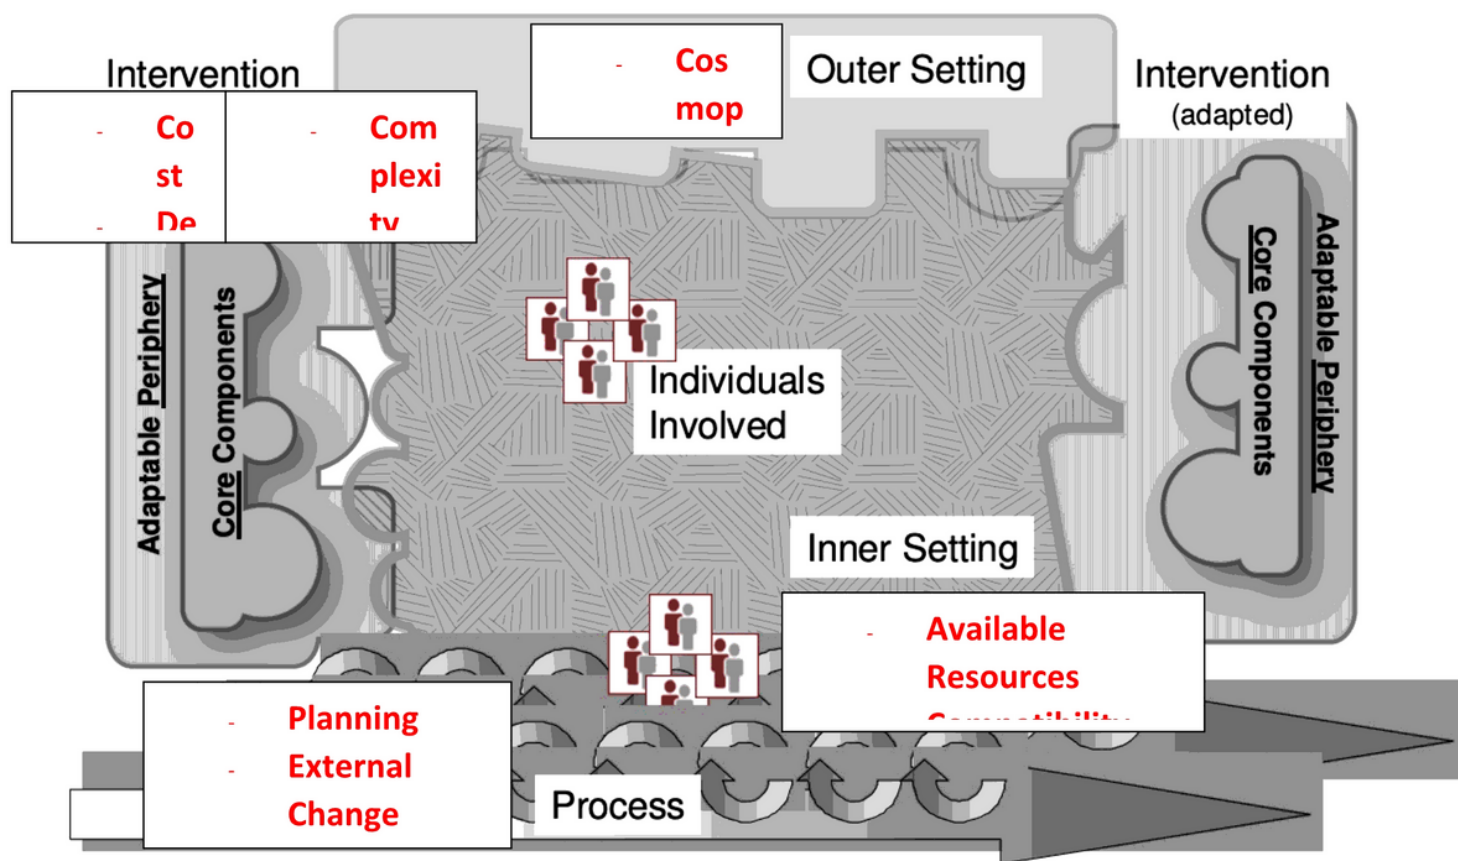 Intervention
- Co
st
- De
- Com
plexi
ty
- Cos
mop
Outer Setting
Intervention
(adapted)
Adaptable Periphery
Core Components
Individuals
Involved
Core Components
Adaptable Periphery
Inner Setting
- Available
Resources
Compatibility
- Planning
- External
Change
Process